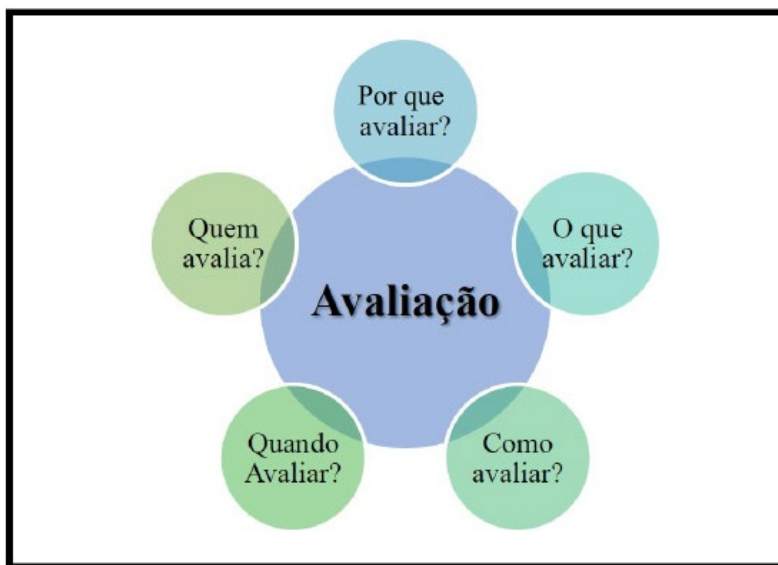 Por que
avaliar?
O que
avaliar?
Como
avaliar?
Quando
Avaliar?
Quem
avalia?
Avaliação